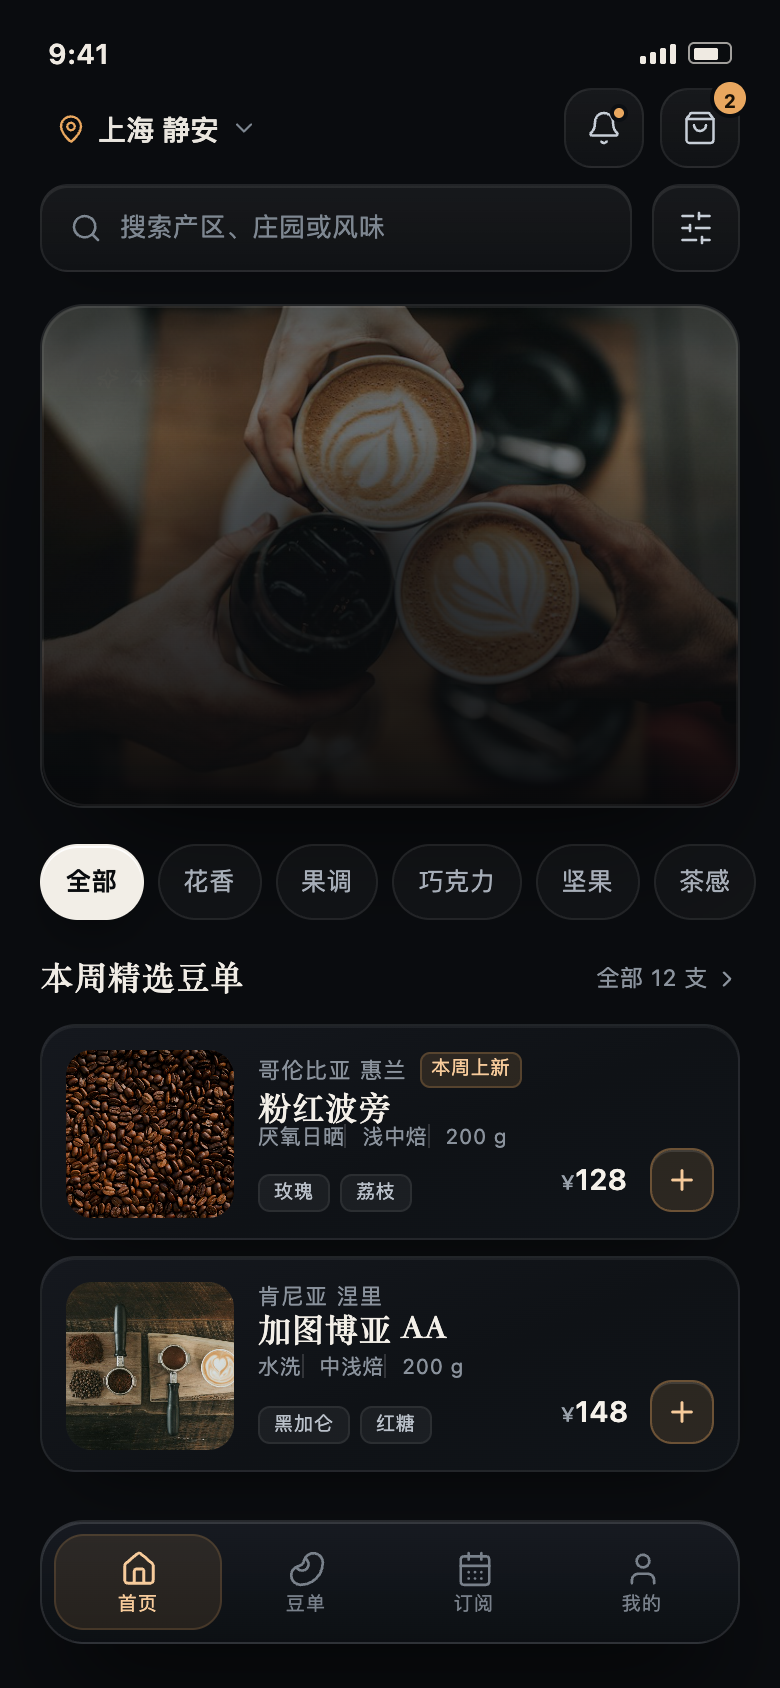 9:41
上海 静安
2
搜索产区、庄园或风味
全部 花香 果调 巧克力 坚果 茶感
本周精选豆单
全部 12 支
哥伦比亚 惠兰 本周上新
粉红波旁
厌氧日晒 浅中焙 200 g
玫瑰 荔枝
¥128
肯尼亚 涅里
加图博亚 AA
水洗 中浅焙 200 g
黑加仑 红糖
¥148
首页 豆单 订阅 我的